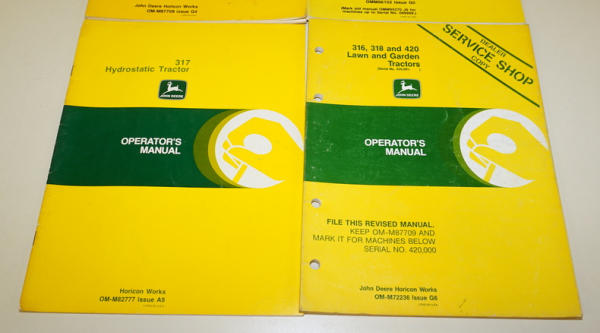 John Deere Horicon Works
OM-M87709 Issue G4
(Mark old manual
317
Hydrostatic Tractor
JOHN DEERE
OPERATOR'S
MANUAL
Horicon Works
OM-M82777 Issue A9
316, 318 and 420
Lawn and Garden
Tractors
DEALER
SERVICE SHOP
COPY
JOHN DEERE
OPERATOR'S
MANUAL
FILE THIS REVISED MANUAL.
KEEP OM-M87709 AND
MARK IT FOR MACHINES BELOW
SERIAL NO. 420,000
John Deere Horicon Works
OM-M72236 Issue G6